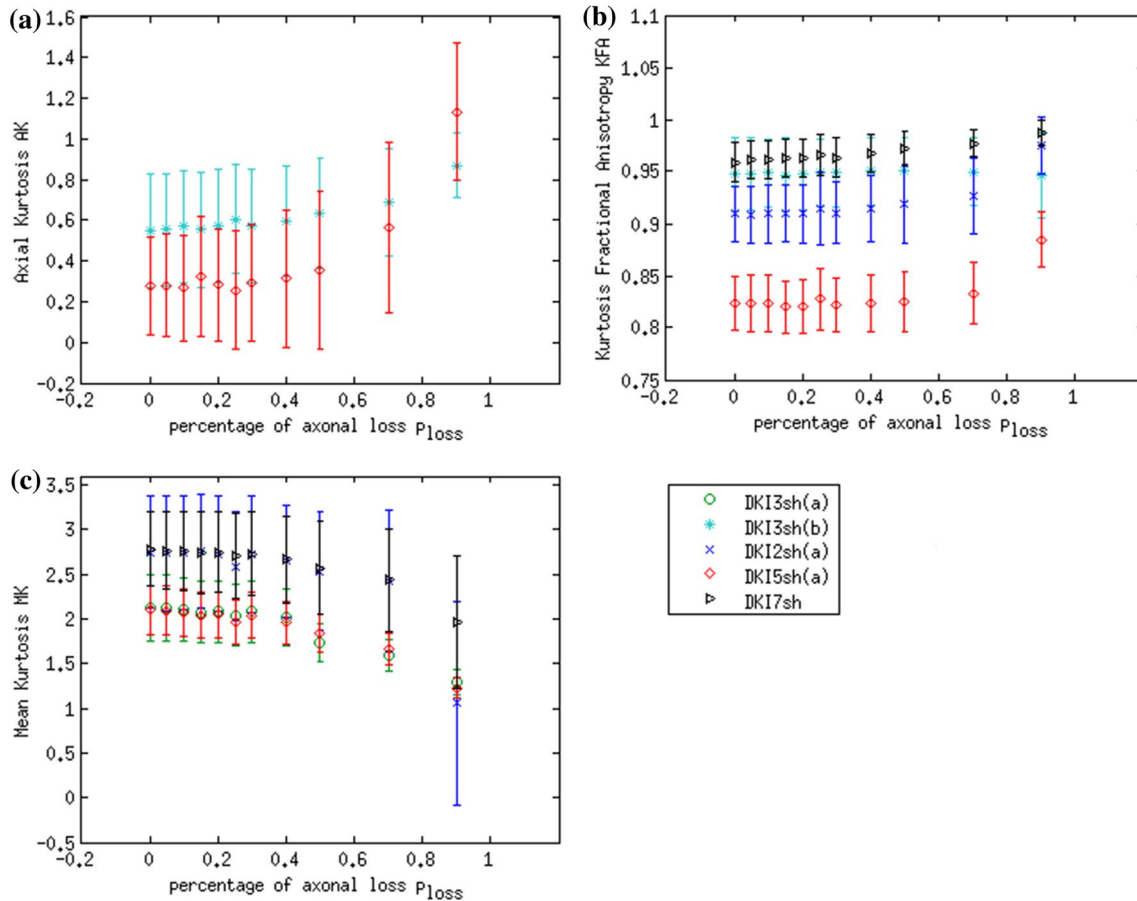 (a)
1.6
1.4
1.2
1
0.8
0.6
0.4
0.2
0
-0.2
Axial Kurtosis AK
-0.2 0 0.2 0.4 0.6 0.8 1
percentage of axonal loss Ploss
(b)
1.1
1.05
1
0.95
0.9
0.85
0.8
0.75
Kurtosis Fractional Anisotropy KFA
-0.2 0 0.2 0.4 0.6 0.8 1
percentage of axonal loss Ploss
(c)
3.5
3
2.5
2
1.5
1
0.5
0
-0.5
Mean Kurtosis MK
-0.2 0 0.2 0.4 0.6 0.8 1
percentage of axonal loss Ploss
DKI3sh(a)
DKI3sh(b)
DKI2sh(a)
DKI5sh(a)
DKI7sh